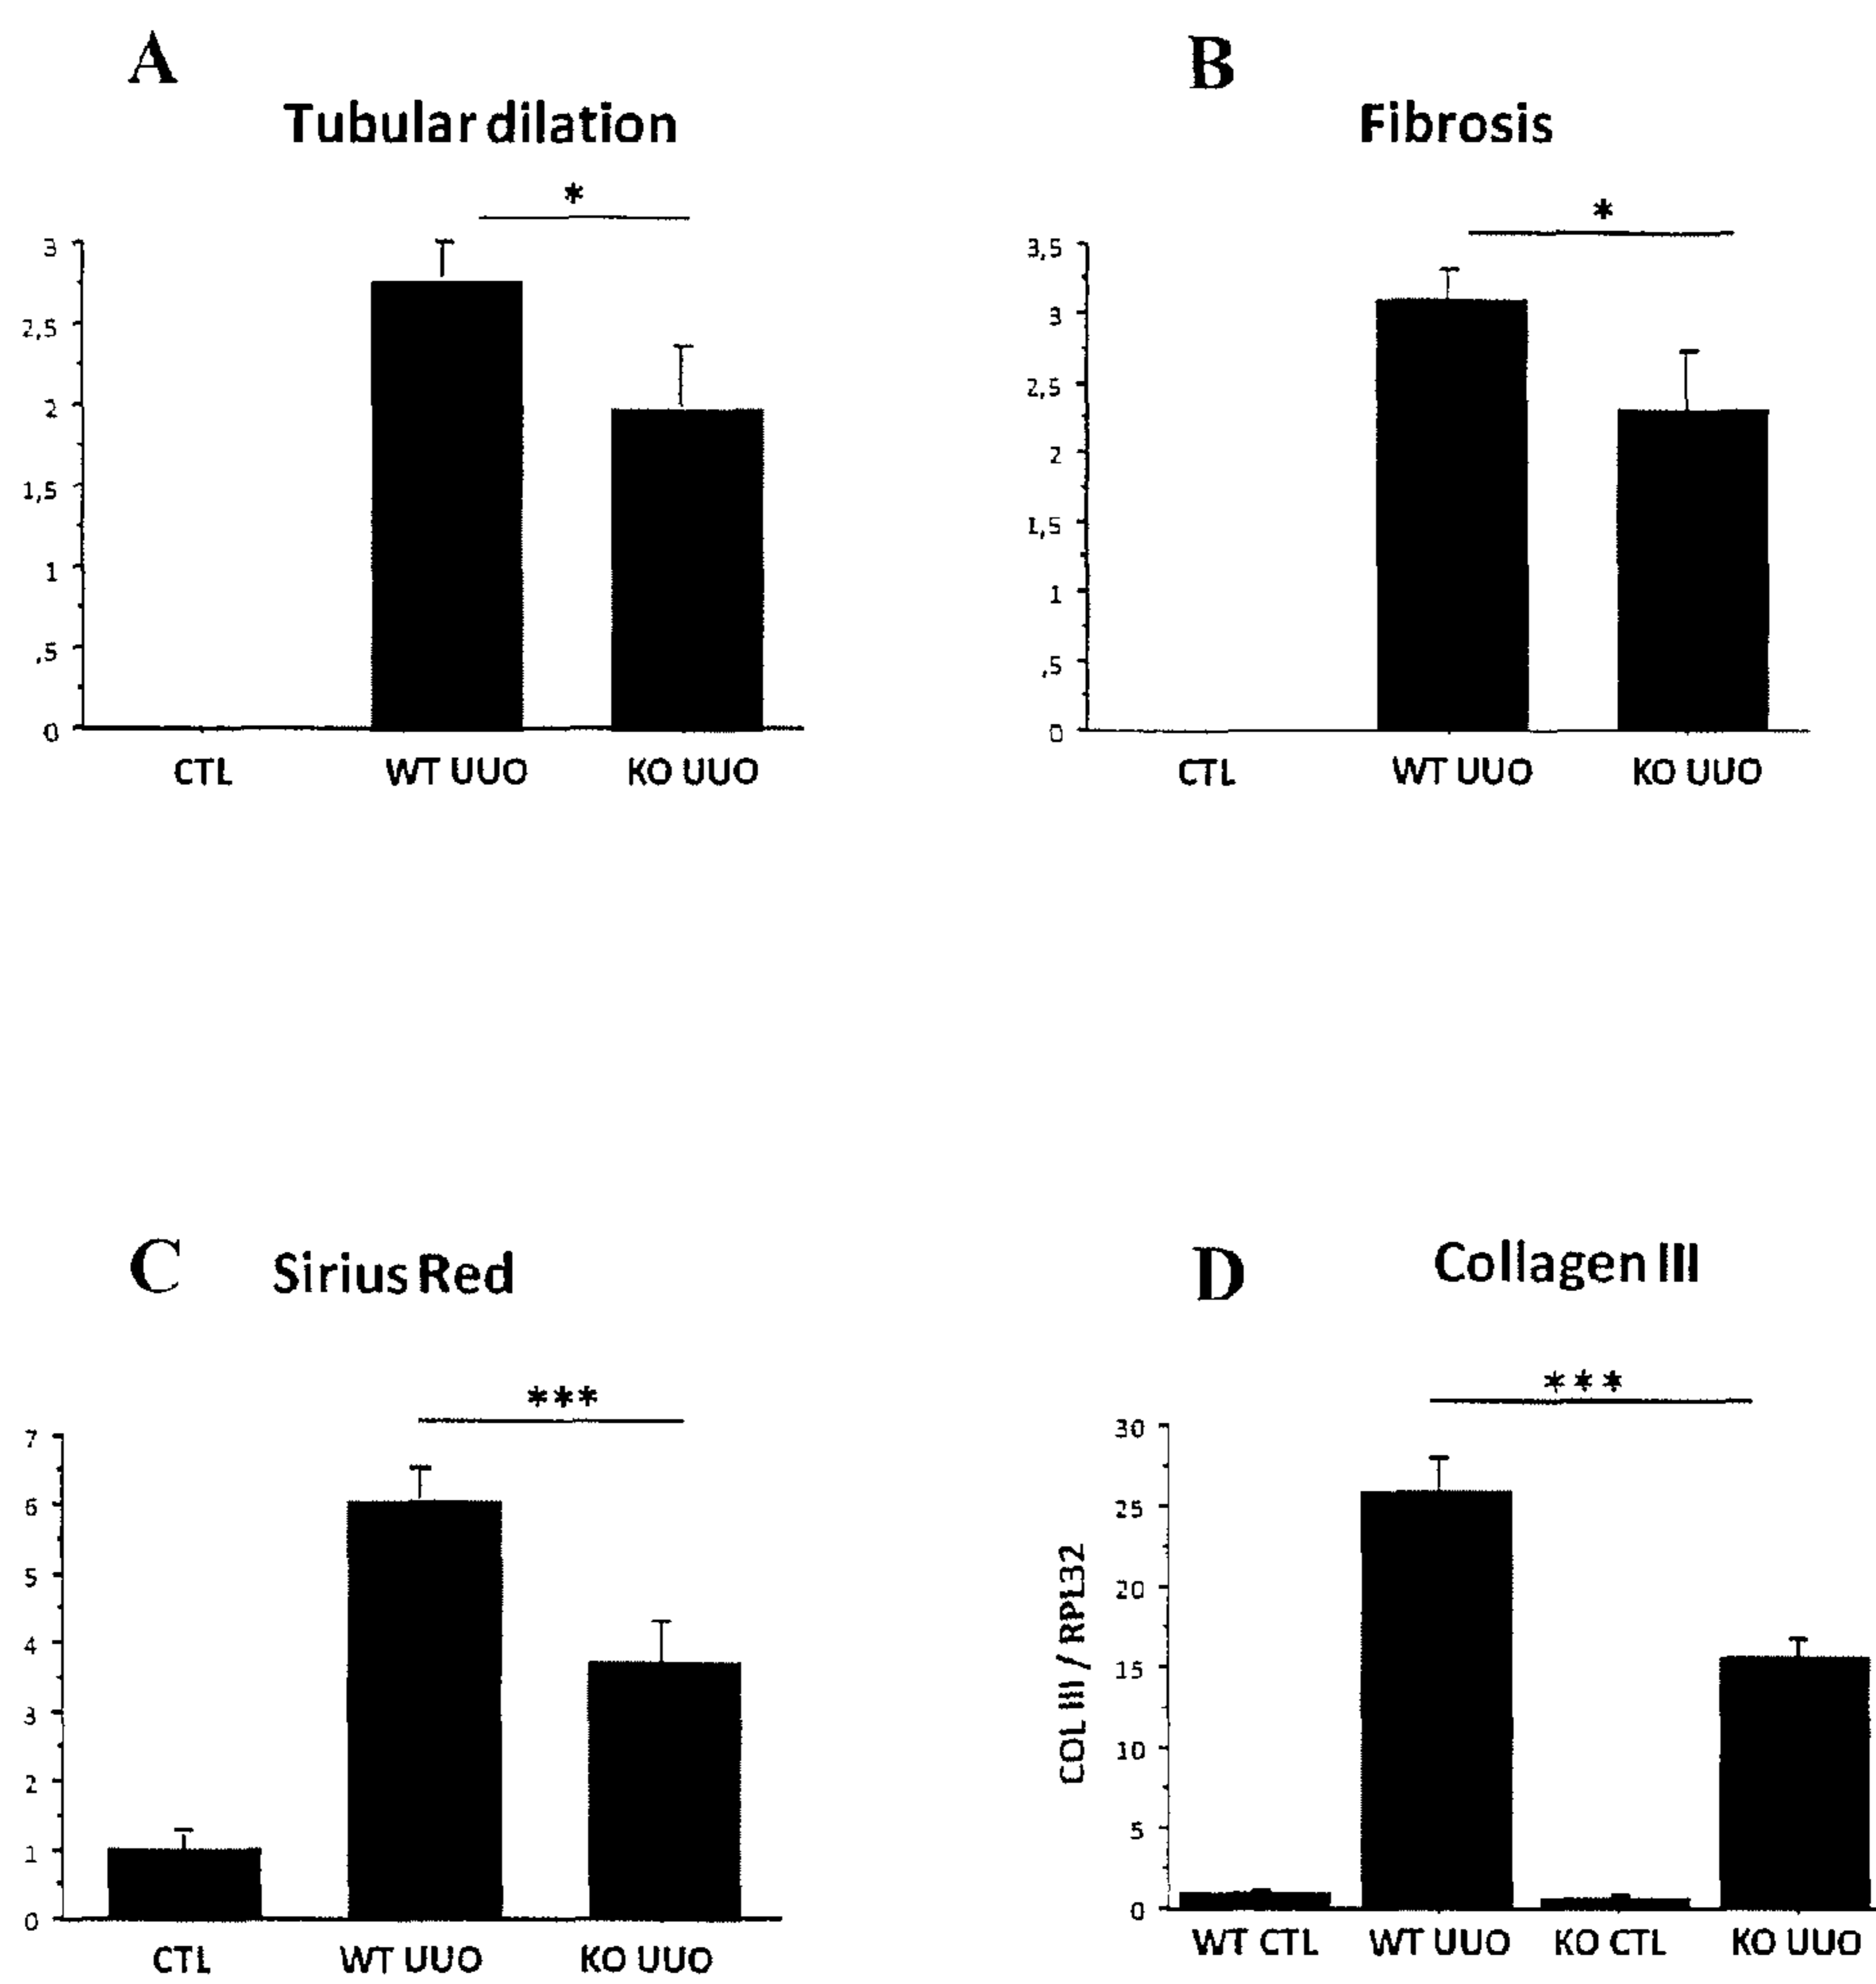 A
Tubular dilation
*
3
2,5
2
1,5
1
,5
0
CTL WT UUO KO UUO
B
Fibrosis
*
3,5
3
2,5
2
1,5
1
,5
0
CTL WT UUO KO UUO
C
Sirius Red
***
7
6
5
4
3
2
1
0
CTL WT UUO KO UUO
D
Collagen III
***
COL III / RPL32
30
25
20
15
10
5
0
WT CTL WT UUO KO CTL KO UUO